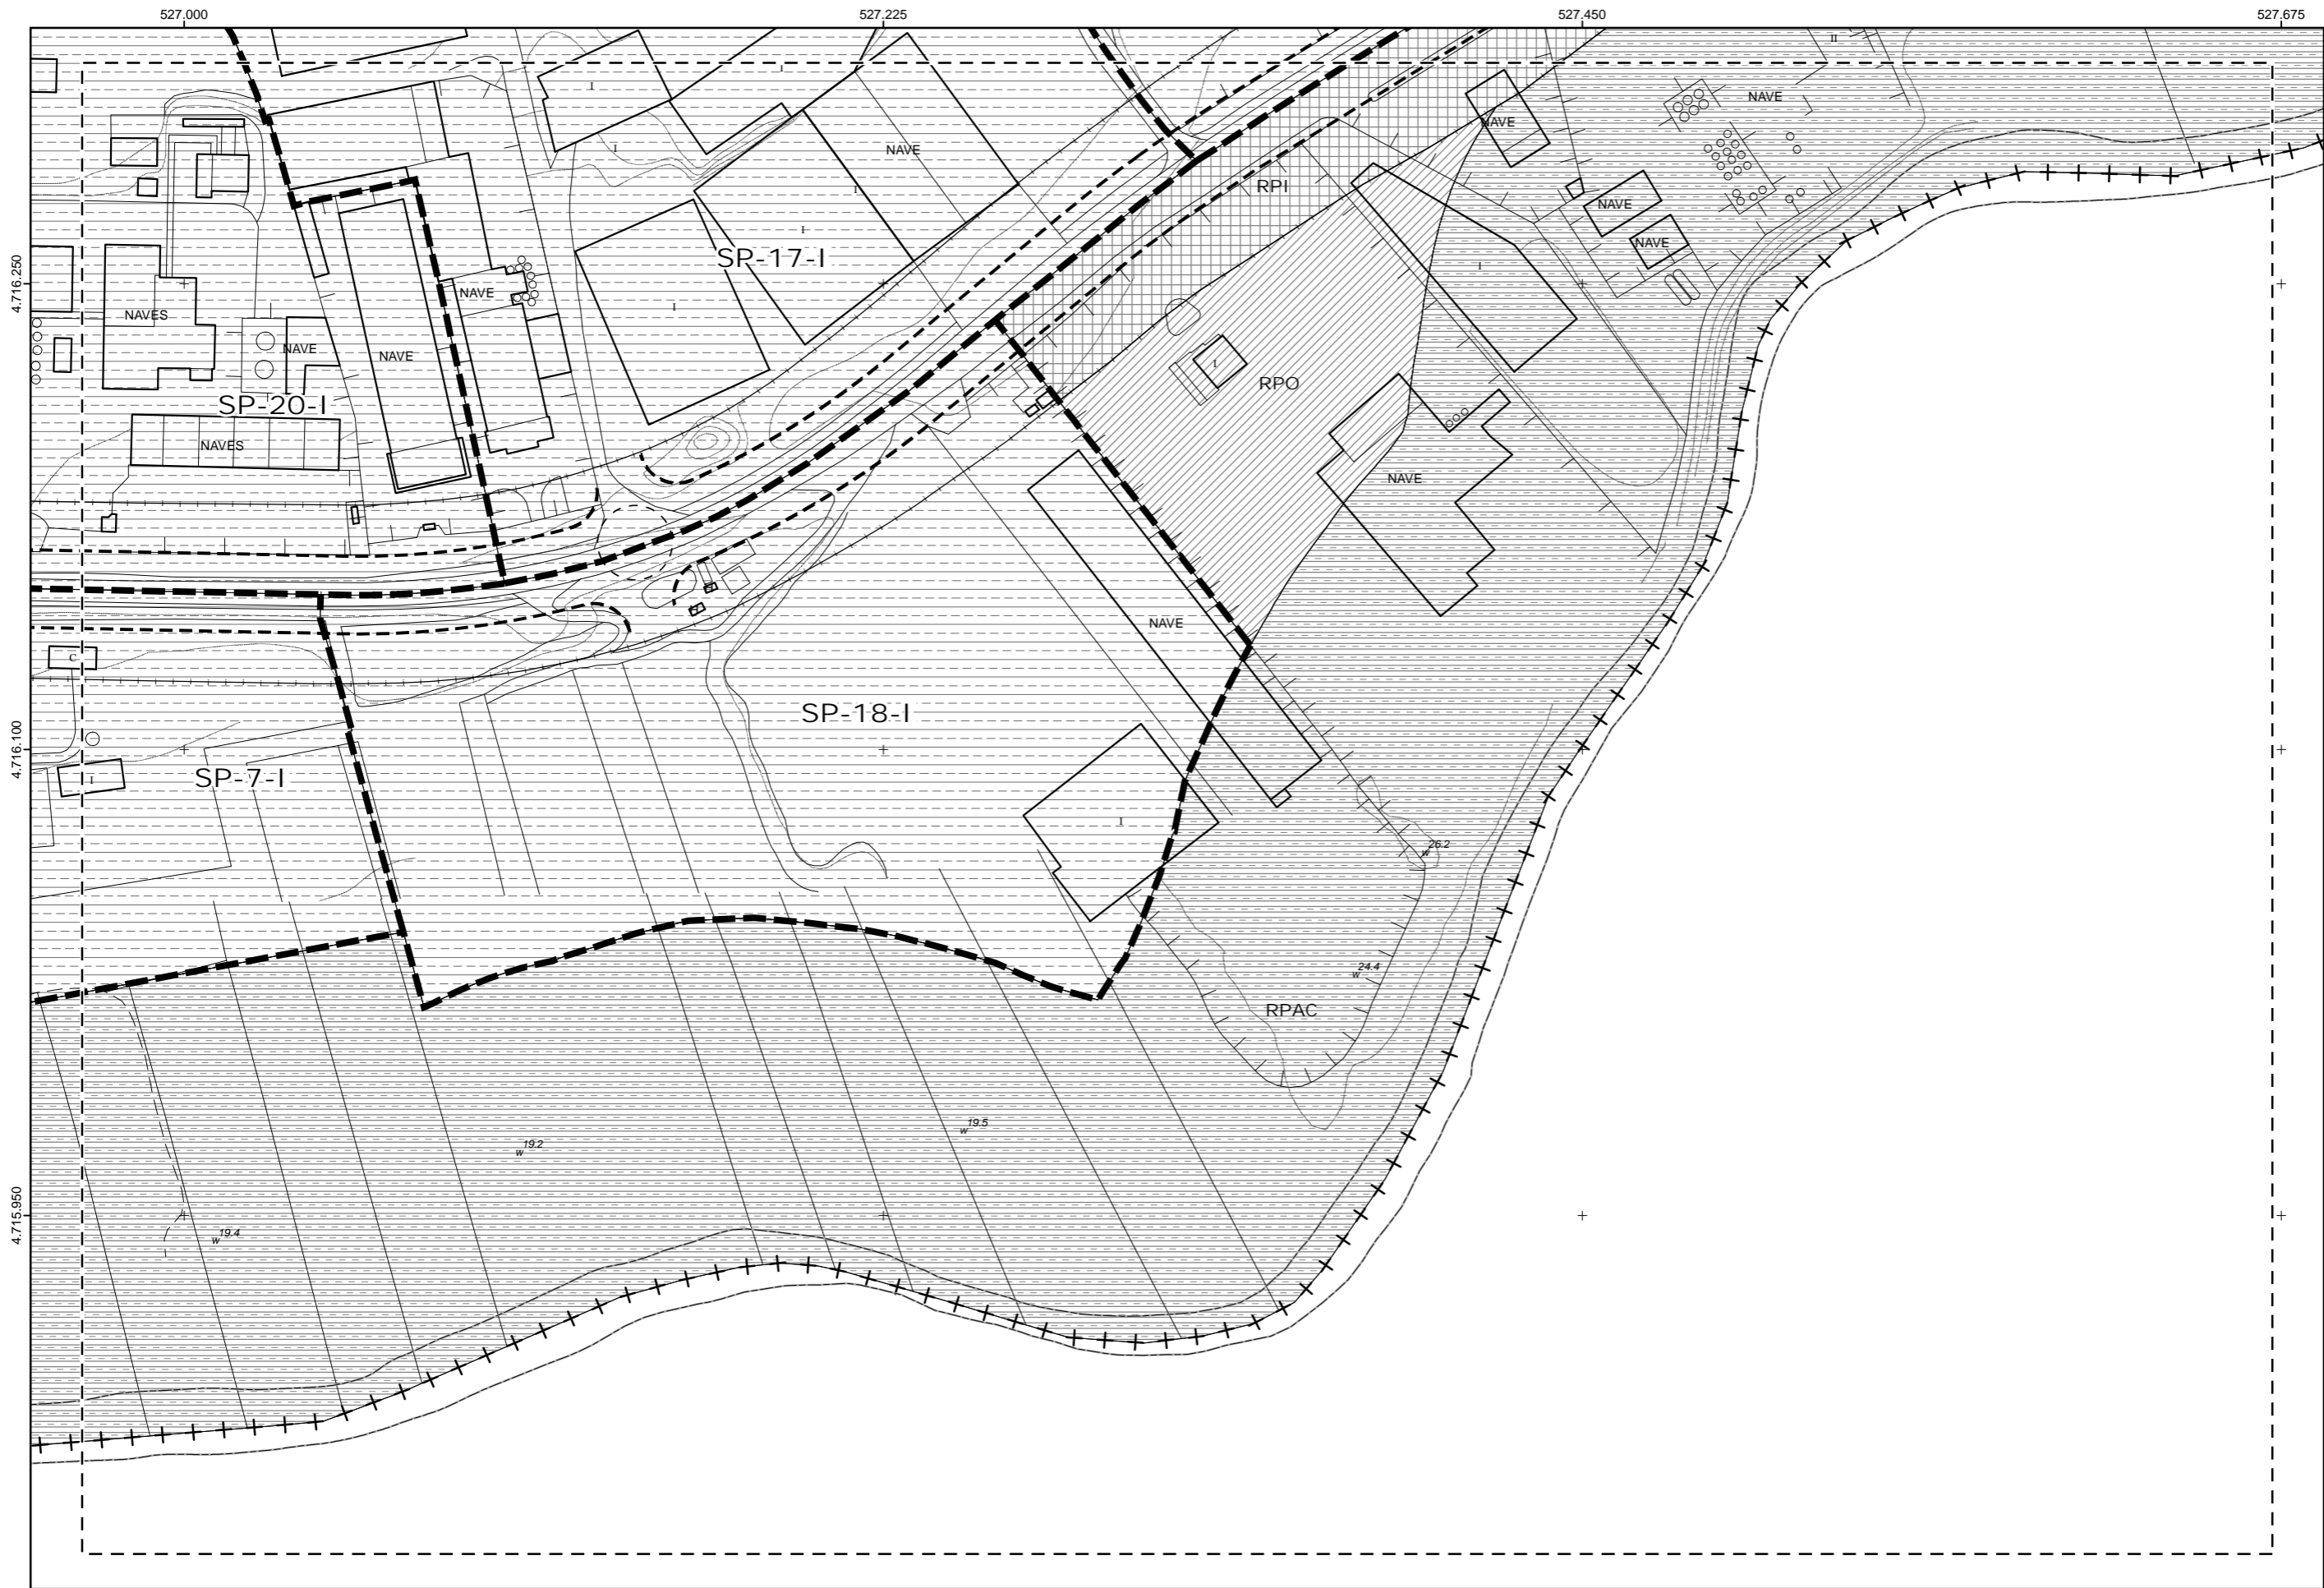 527.000
527.225
527.450
527.675
II
I
I
NAVE
I
NAVE
NAVE
I
RPI
I
NAVE
I
SP-17-I
NAVE
I
4.716.250
NAVE
I
NAVES
NAVE
NAVE
I
RPO
SP-20-I
NAVES
NAVE
NAVE
C
SP-18-I
4.716.100
SP-7-I
I
I
w 26.2
w 24.4
RPAC
w 19.5
w 19.2
4.715.950
w 19.4